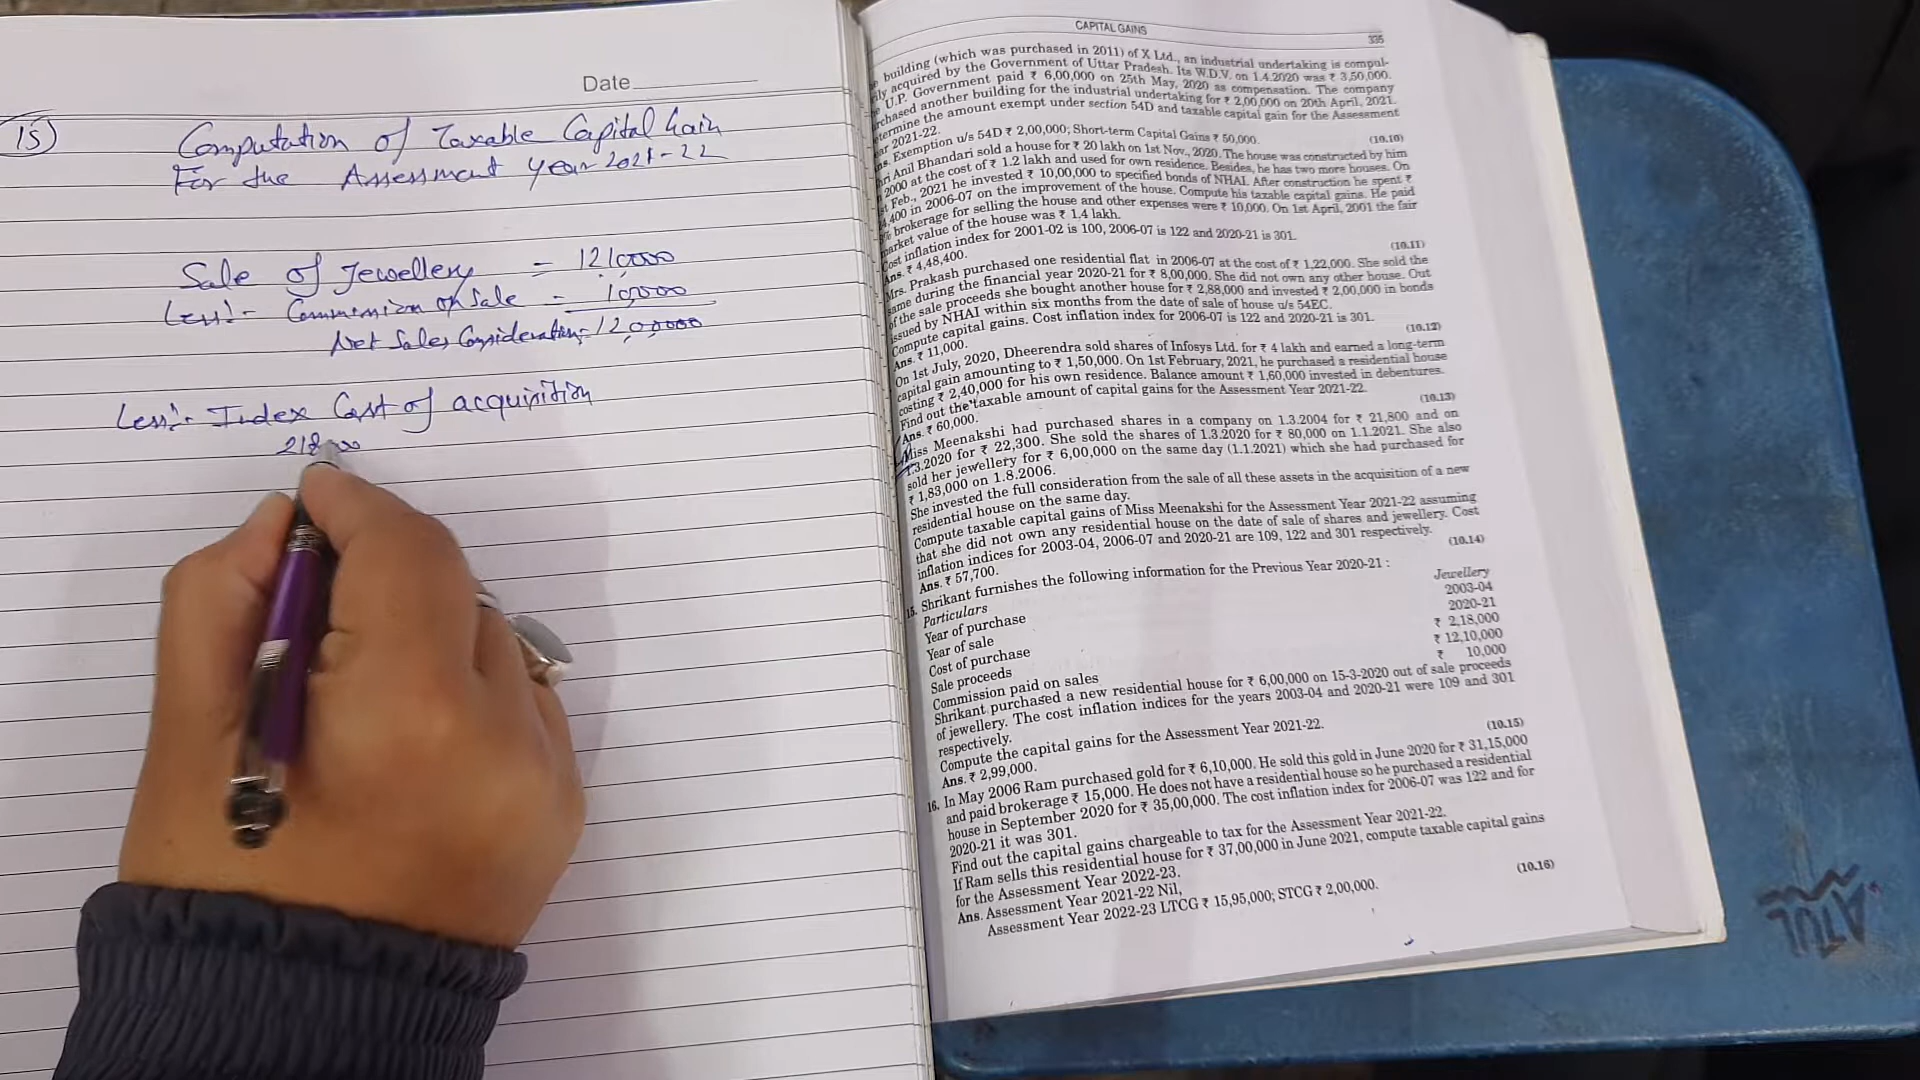 Date
15)
Computation of Taxable Capital Gain
For the Assessment year 2021-22
Sale of Jewellery = 1210000
Less:- Commission on Sale = 10000
Net Sales Consideration = 1200000
Less:- Index Cost of acquisition
218
CAPITAL GAINS
335
building (which was purchased in 2011) of X Ltd., an industrial undertaking is compul-
acquired by the Government of Uttar Pradesh. Its W.D.V. on 1.4.2020 was ₹ 3,50,000.
U.P. Government paid ₹ 6,00,000 on 25th May, 2020 as compensation. The company
another building for the industrial undertaking for ₹ 2,00,000 on 20th April, 2021.
the amount exempt under section 54D and taxable capital gain for the Assessment
2021-22.
Exemption u/s 54D ₹ 2,00,000; Short-term Capital Gains ₹ 50,000.
(10.10)
Anil Bhandari sold a house for ₹ 20 lakh on 1st Nov., 2020. The house was constructed by him
2000 at the cost of ₹ 1.2 lakh and used for own residence. Besides, he has two more houses. On
Feb., 2021 he invested ₹ 10,00,000 to specified bonds of NHAI. After construction he spent ₹
in 2006-07 on the improvement of the house. Compute his taxable capital gains. He paid
brokerage for selling the house and other expenses were ₹ 10,000. On 1st April, 2001 the fair
market value of the house was ₹ 1.4 lakh.
Cost inflation index for 2001-02 is 100, 2006-07 is 122 and 2020-21 is 301.
Ans. ₹ 4,48,400.
(10.11)
Mrs. Prakash purchased one residential flat in 2006-07 at the cost of ₹ 1,22,000. She sold the
same during the financial year 2020-21 for ₹ 8,00,000. She did not own any other house. Out
of the sale proceeds she bought another house for ₹ 2,88,000 and invested ₹ 2,00,000 in bonds
issued by NHAI within six months from the date of sale of house u/s 54EC.
Compute capital gains. Cost inflation index for 2006-07 is 122 and 2020-21 is 301.
Ans. ₹ 11,000.
(10.12)
On 1st July, 2020, Dheerendra sold shares of Infosys Ltd. for ₹ 4 lakh and earned a long-term
capital gain amounting to ₹ 1,50,000. On 1st February, 2021, he purchased a residential house
costing ₹ 2,40,000 for his own residence. Balance amount ₹ 1,60,000 invested in debentures.
Find out the taxable amount of capital gains for the Assessment Year 2021-22.
Ans. ₹ 60,000.
(10.13)
Miss Meenakshi had purchased shares in a company on 1.3.2004 for ₹ 21,800 and on
1.3.2020 for ₹ 22,300. She sold the shares of 1.3.2020 for ₹ 80,000 on 1.1.2021. She also
sold her jewellery for ₹ 6,00,000 on the same day (1.1.2021) which she had purchased for
₹ 1,83,000 on 1.8.2006.
She invested the full consideration from the sale of all these assets in the acquisition of a new
residential house on the same day.
Compute taxable capital gains of Miss Meenakshi for the Assessment Year 2021-22 assuming
that she did not own any residential house on the date of sale of shares and jewellery. Cost
inflation indices for 2003-04, 2006-07 and 2020-21 are 109, 122 and 301 respectively.
Ans. ₹ 57,700.
(10.14)
15. Shrikant furnishes the following information for the Previous Year 2020-21 :
Particulars Jewellery
Year of purchase 2003-04
Year of sale 2020-21
Cost of purchase ₹ 2,18,000
Sale proceeds ₹ 12,10,000
Commission paid on sales ₹ 10,000
Shrikant purchased a new residential house for ₹ 6,00,000 on 15-3-2020 out of sale proceeds
of jewellery. The cost inflation indices for the years 2003-04 and 2020-21 were 109 and 301
respectively.
Compute the capital gains for the Assessment Year 2021-22.
Ans. ₹ 2,99,000.
(10.15)
16. In May 2006 Ram purchased gold for ₹ 6,10,000. He sold this gold in June 2020 for ₹ 31,15,000
and paid brokerage ₹ 15,000. He does not have a residential house so he purchased a residential
house in September 2020 for ₹ 35,00,000. The cost inflation index for 2006-07 was 122 and for
2020-21 it was 301.
Find out the capital gains chargeable to tax for the Assessment Year 2021-22.
If Ram sells this residential house for ₹ 37,00,000 in June 2021, compute taxable capital gains
for the Assessment Year 2022-23.
Ans. Assessment Year 2021-22 Nil,
Assessment Year 2022-23 LTCG ₹ 15,95,000; STCG ₹ 2,00,000.
(10.16)
ATUL